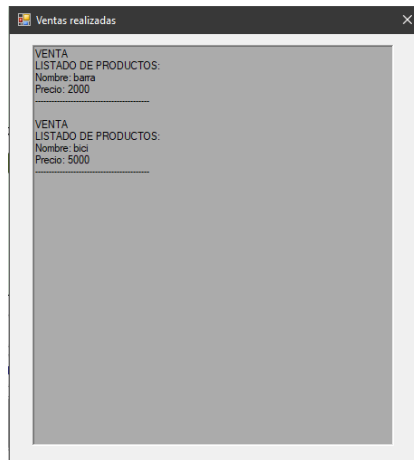 Ventas realizadas
VENTA
LISTADO DE PRODUCTOS:
Nombre: barra
Precio: 2000
----------------------------------------
VENTA
LISTADO DE PRODUCTOS:
Nombre: bici
Precio: 5000
----------------------------------------